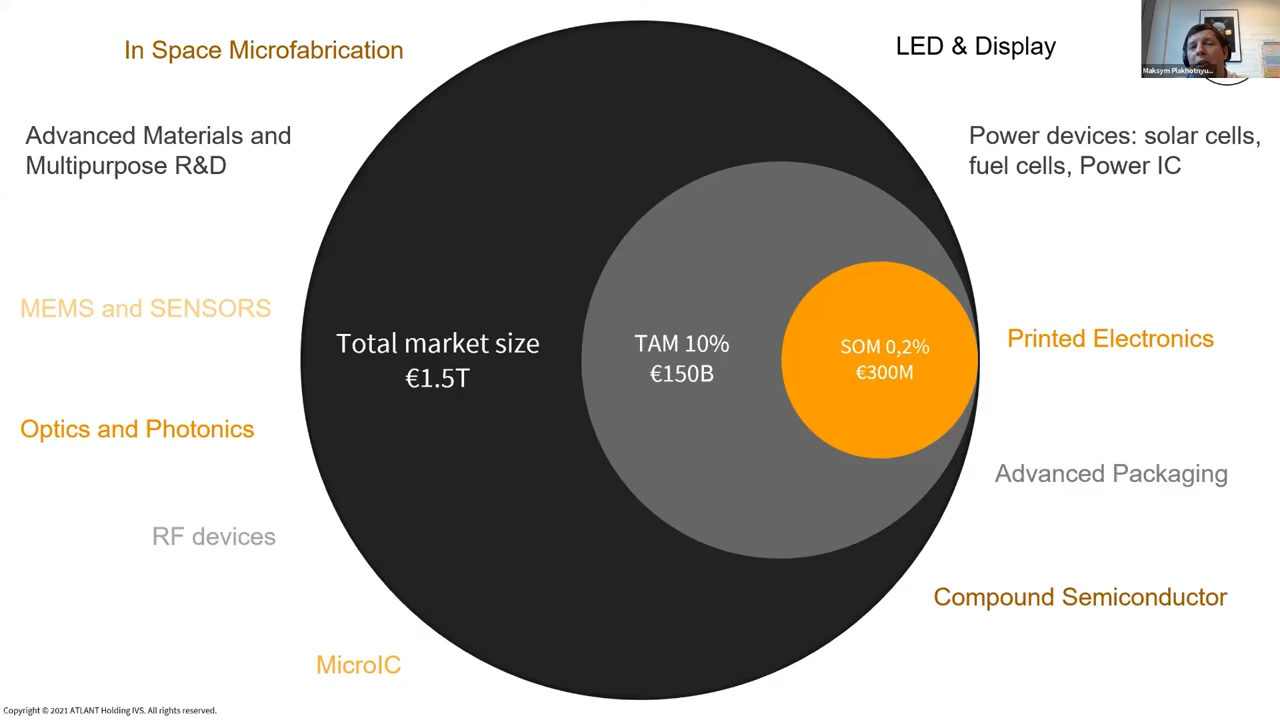 In Space Microfabrication
LED & Display
Maksym Plakhotnyu...
Advanced Materials and
Multipurpose R&D
Power devices: solar cells,
fuel cells, Power IC
MEMS and SENSORS
Total market size
€1.5T
TAM 10%
€150B
SOM 0,2%
€300M
Printed Electronics
Optics and Photonics
Advanced Packaging
RF devices
Compound Semiconductor
MicroIC
Copyright © 2021 ATLANT Holding IVS. All rights reserved.